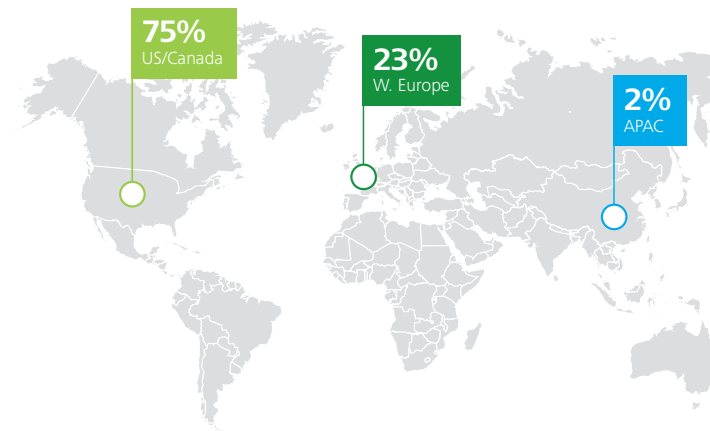 75%
US/Canada
23%
W. Europe
2%
APAC